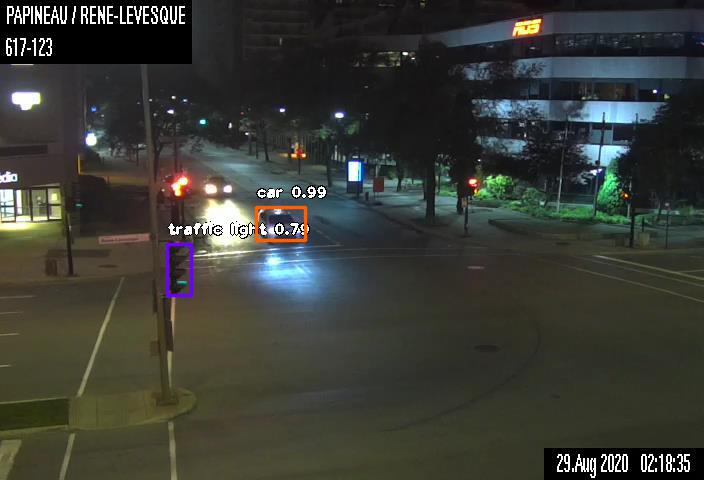 PAPINEAU / RENE-LEVESQUE
617-123
car 0.99
traffic light 0.79
29.Aug 2020 02:18:35